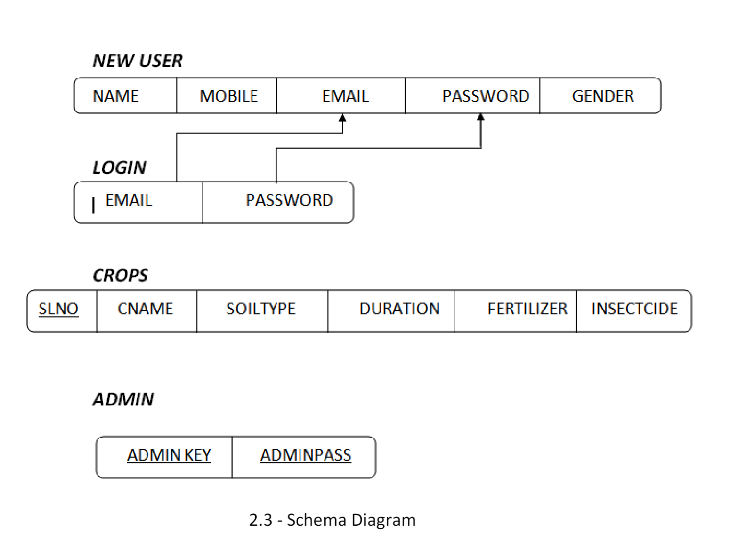 NEW USER
NAME MOBILE EMAIL PASSWORD GENDER
LOGIN
EMAIL PASSWORD
CROPS
SLNO CNAME SOILTYPE DURATION FERTILIZER INSECTCIDE
ADMIN
ADMIN KEY ADMINPASS
2.3 - Schema Diagram